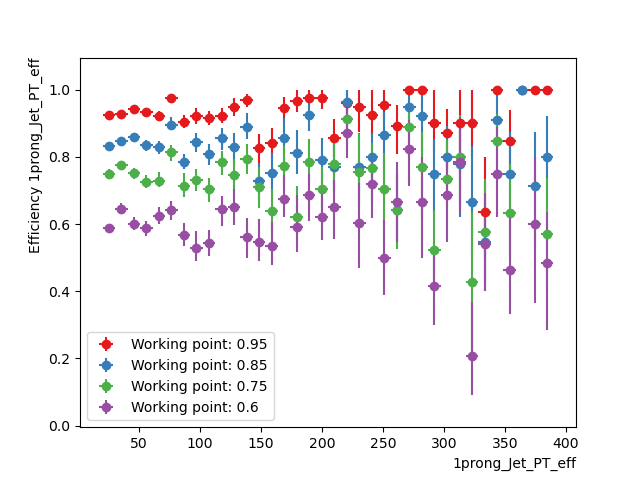 Efficiency 1prong_Jet_PT_eff
1.0
0.8
0.6
0.4
0.2
0.0
Working point: 0.95
Working point: 0.85
Working point: 0.75
Working point: 0.6
50 100 150 200 250 300 350 400
1prong_Jet_PT_eff